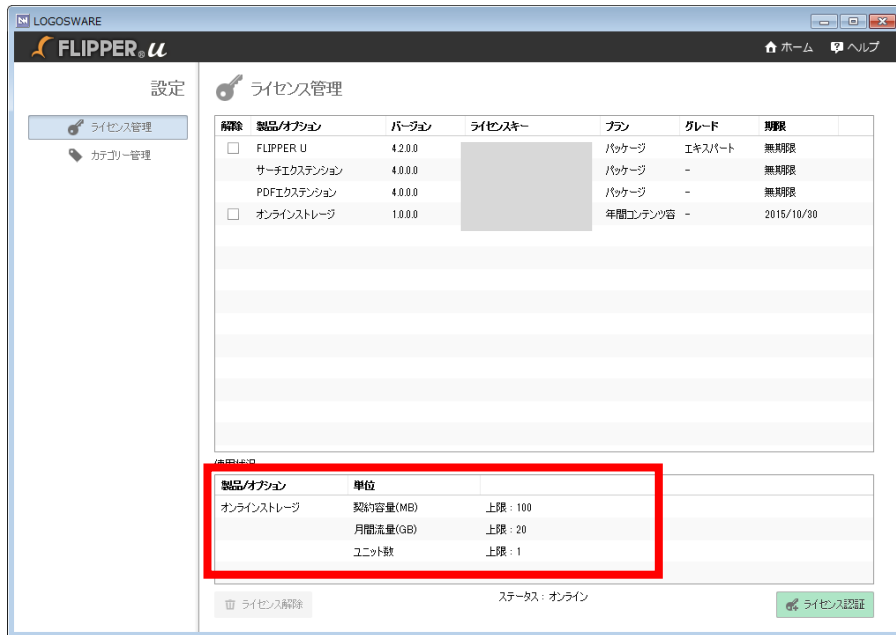 LOGOSWARE
FLIPPER® u
ホーム ヘルプ
設定
ライセンス管理
カテゴリー管理
ライセンス管理
解除 製品/オプション バージョン ライセンスキー プラン グレード 期限
FLIPPER U 4.2.0.0 パッケージ エキスパート 無期限
サーチエクステンション 4.0.0.0 パッケージ - 無期限
PDFエクステンション 4.0.0.0 パッケージ - 無期限
オンラインストレージ 1.0.0.0 年間コンテンツ容 - 2015/10/30
使用状況
製品/オプション 単位
オンラインストレージ 契約容量(MB) 上限：100
月間流量(GB) 上限：20
ユニット数 上限：1
ライセンス解除 ステータス：オンライン ライセンス認証